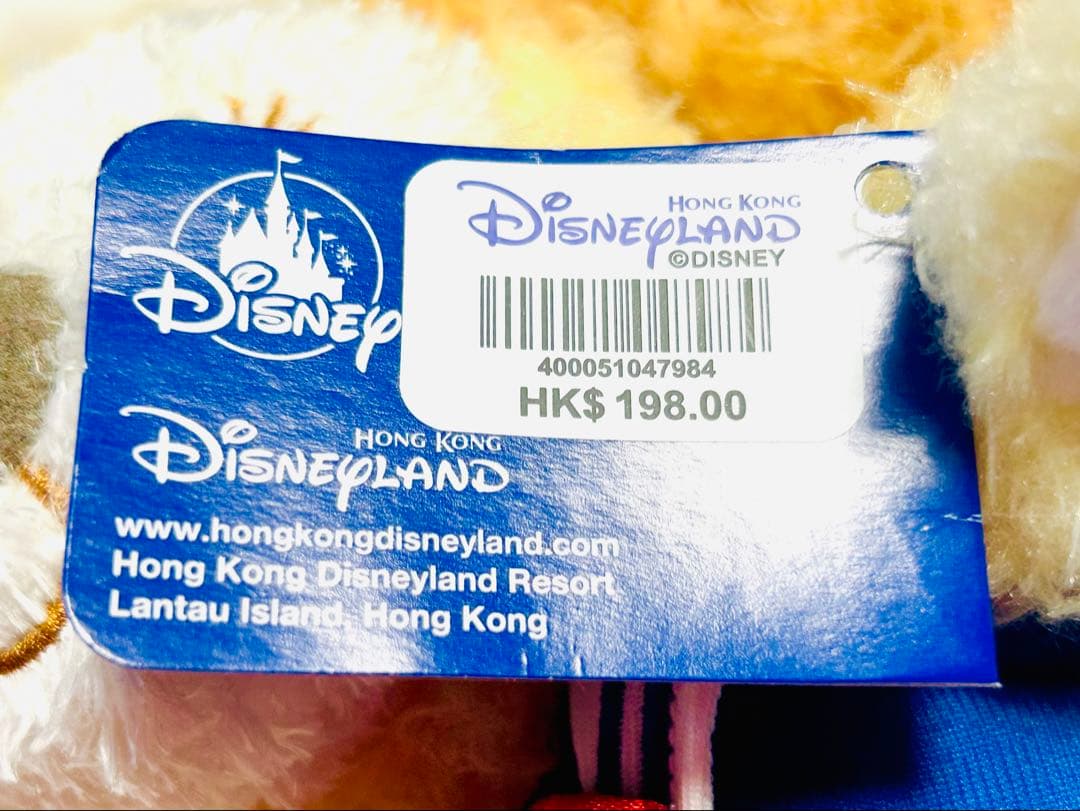 Disney
HONG KONG
DISNEYLAND
©DISNEY
400051047984
HK$ 198.00
HONG KONG
DISNEYLAND
www.hongkongdisneyland.com
Hong Kong Disneyland Resort
Lantau Island, Hong Kong